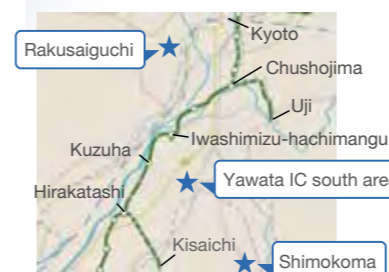 Kyoto
Rakusaiguchi
Chushojima
Uji
Iwashimizu-hachimangu
Kuzuha
Yawata IC south are
Hirakatashi
Kisaichi
Shimokoma